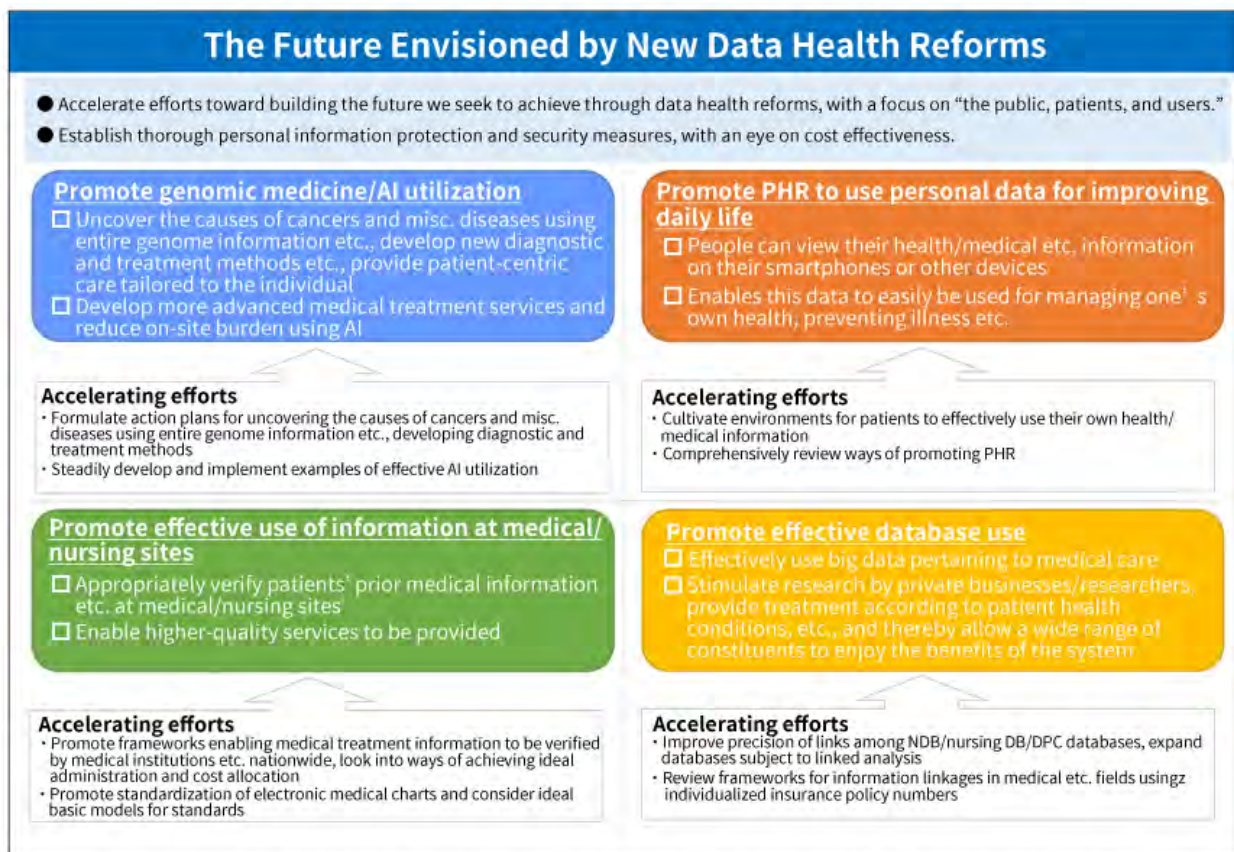 The Future Envisioned by New Data Health Reforms
● Accelerate efforts toward building the future we seek to achieve through data health reforms, with a focus on “the public, patients, and users.”
● Establish thorough personal information protection and security measures, with an eye on cost effectiveness.
Promote genomic medicine/AI utilization
□ Uncover the causes of cancers and misc. diseases using
entire genome information etc., develop new diagnostic
and treatment methods etc., provide patient-centric
care tailored to the individual
□ Develop more advanced medical treatment services and
reduce on-site burden using AI
Accelerating efforts
・Formulate action plans for uncovering the causes of cancers and misc.
diseases using entire genome information etc., developing diagnostic and
treatment methods
・Steadily develop and implement examples of effective AI utilization
Promote PHR to use personal data for improving
daily life
□ People can view their health/medical etc. information
on their smartphones or other devices
□ Enables this data to easily be used for managing one’s
own health, preventing illness etc.
Accelerating efforts
・Cultivate environments for patients to effectively use their own health/
medical information
・Comprehensively review ways of promoting PHR
Promote effective use of information at medical/
nursing sites
□ Appropriately verify patients’ prior medical information
etc. at medical/nursing sites
□ Enable higher-quality services to be provided
Accelerating efforts
・Promote frameworks enabling medical treatment information to be verified
by medical institutions etc. nationwide, look into ways of achieving ideal
administration and cost allocation
・Promote standardization of electronic medical charts and consider ideal
basic models for standards
Promote effective database use
□ Effectively use big data pertaining to medical care
□ Stimulate research by private businesses/researchers,
provide treatment according to patient health
conditions, etc., and thereby allow a wide range of
constituents to enjoy the benefits of the system
Accelerating efforts
・Improve precision of links among NDB/nursing DB/DPC databases, expand
databases subject to linked analysis
・Review frameworks for information linkages in medical etc. fields usingz
individualized insurance policy numbers